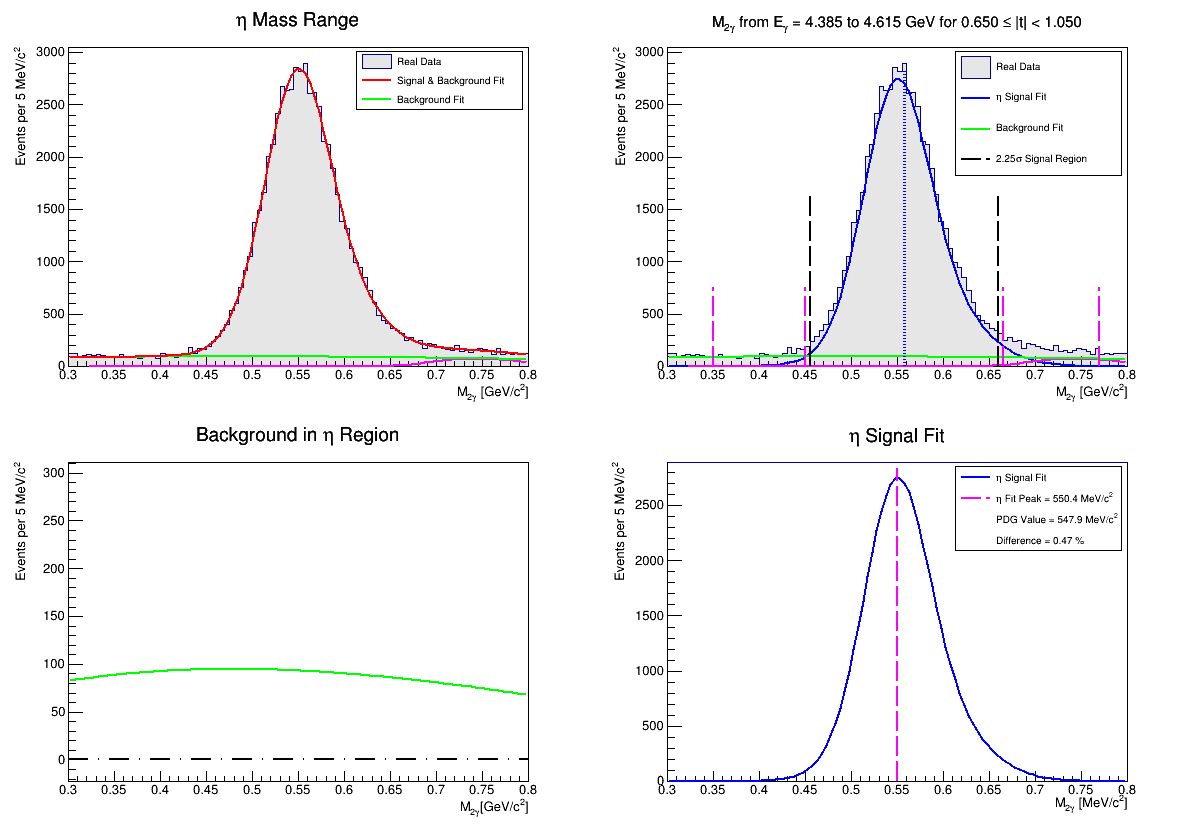 η Mass Range
Events per 5 MeV/c²
3000
2500
2000
1500
1000
500
0
Real Data
Signal & Background Fit
Background Fit
0.3 0.35 0.4 0.45 0.5 0.55 0.6 0.65 0.7 0.75 0.8
M2γ [GeV/c²]
M2γ from Eγ = 4.385 to 4.615 GeV for 0.650 ≤ |t| < 1.050
Events per 5 MeV/c²
3000
2500
2000
1500
1000
500
0
Real Data
η Signal Fit
Background Fit
2.25σ Signal Region
0.3 0.35 0.4 0.45 0.5 0.55 0.6 0.65 0.7 0.75 0.8
M2γ [GeV/c²]
Background in η Region
Events per 5 MeV/c²
300
250
200
150
100
50
0
0.3 0.35 0.4 0.45 0.5 0.55 0.6 0.65 0.7 0.75 0.8
M2γ[GeV/c²]
η Signal Fit
Events per 5 MeV/c²
2500
2000
1500
1000
500
0
η Signal Fit
η Fit Peak = 550.4 MeV/c²
PDG Value = 547.9 MeV/c²
Difference = 0.47 %
0.3 0.35 0.4 0.45 0.5 0.55 0.6 0.65 0.7 0.75 0.8
M2γ [MeV/c²]